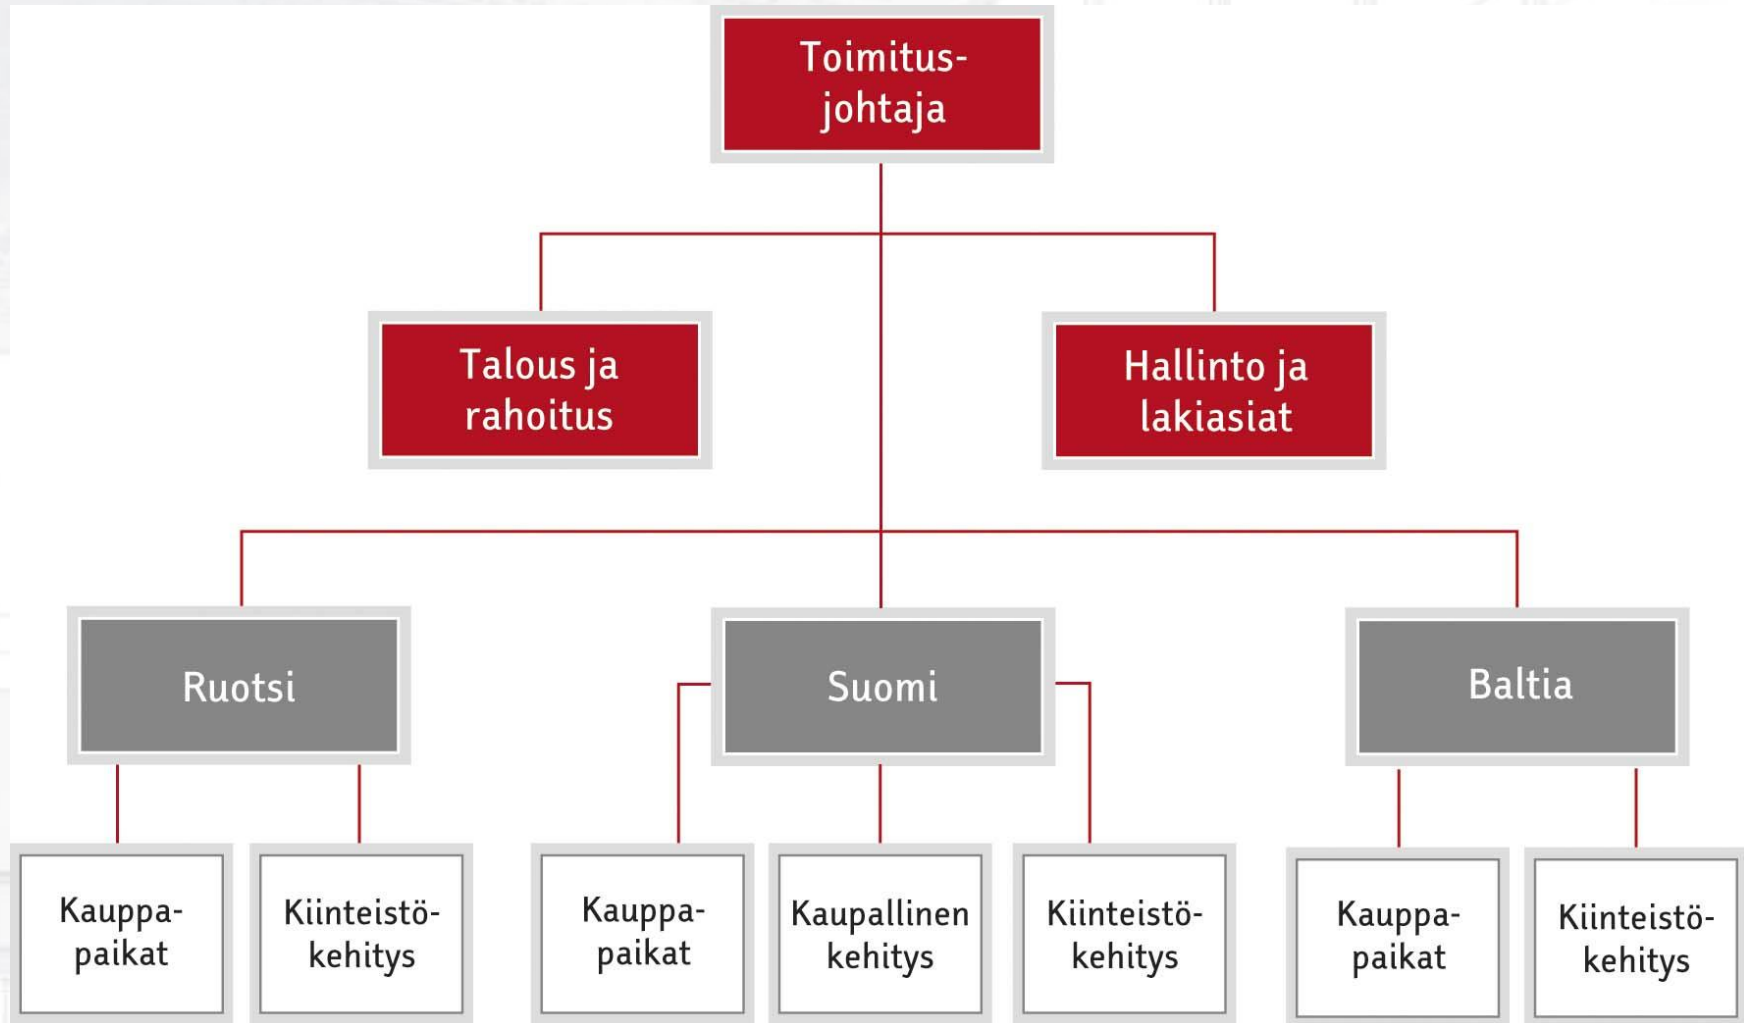 Toimitus-
johtaja
Talous ja
rahoitus
Hallinto ja
lakiasiat
Ruotsi
Suomi
Baltia
Kauppa-
paikat
Kiinteistö-
kehitys
Kauppa-
paikat
Kaupallinen
kehitys
Kiinteistö-
kehitys
Kauppa-
paikat
Kiinteistö-
kehitys